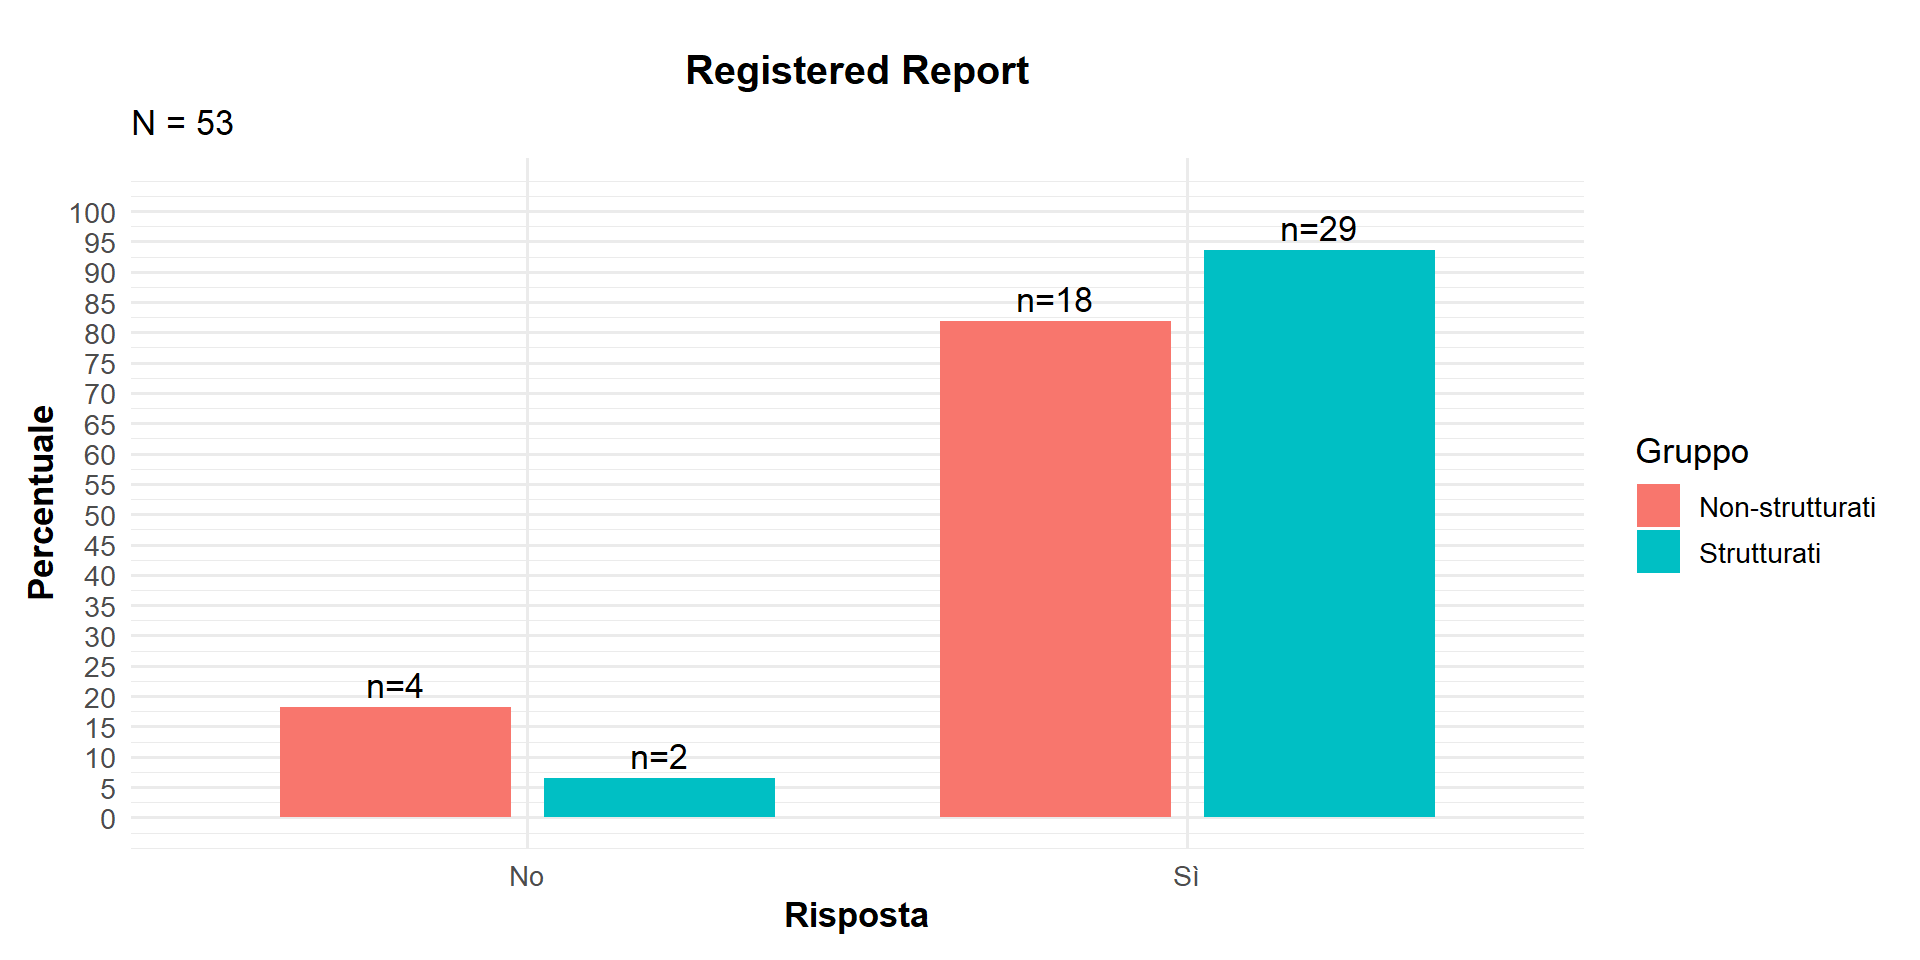 Registered Report
N = 53
100
95
90
85
80
75
70
65
60
55
50
45
40
35
30
25
20
15
10
5
0
Percentuale
n=4
n=2
n=18
n=29
No
Sì
Risposta
Gruppo
Non-strutturati
Strutturati